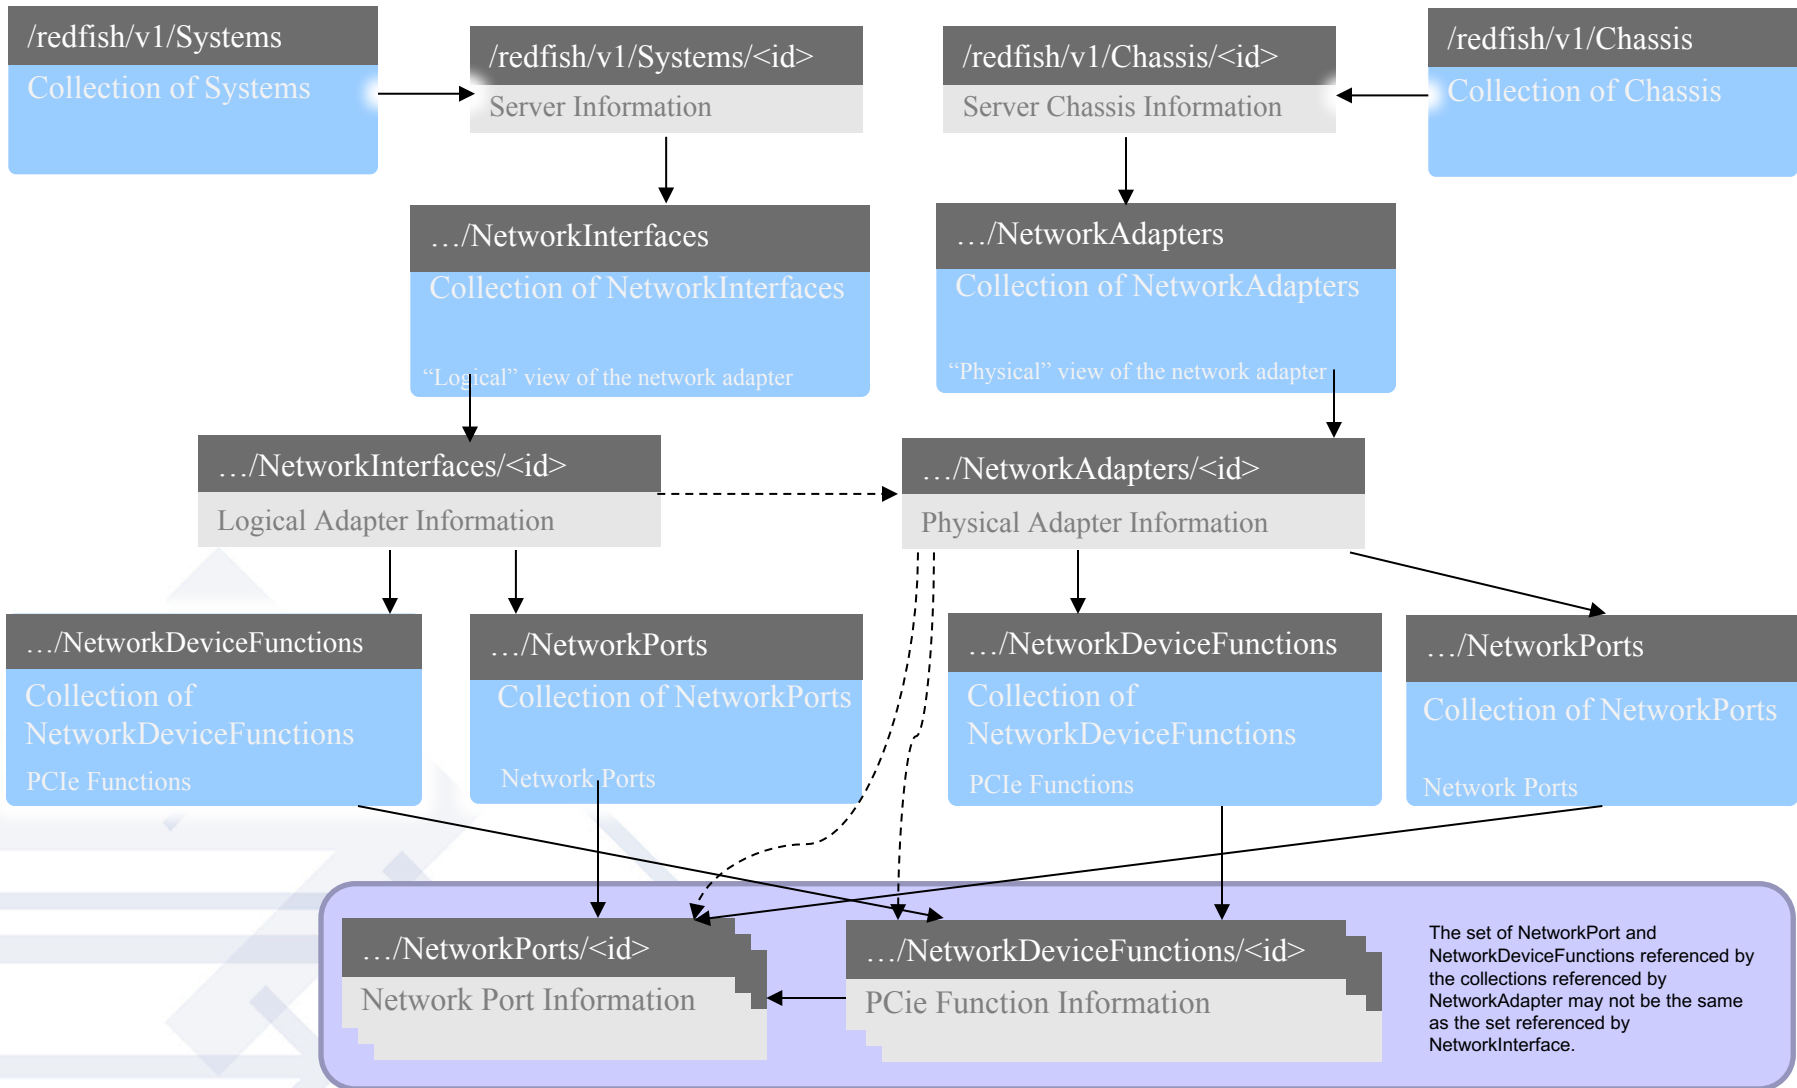 /redfish/v1/Systems
Collection of Systems
/redfish/v1/Systems/<id>
Server Information
/redfish/v1/Chassis/<id>
Server Chassis Information
/redfish/v1/Chassis
Collection of Chassis
…/NetworkInterfaces
Collection of NetworkInterfaces
“Logical” view of the network adapter
…/NetworkAdapters
Collection of NetworkAdapters
“Physical” view of the network adapter
…/NetworkInterfaces/<id>
Logical Adapter Information
…/NetworkAdapters/<id>
Physical Adapter Information
…/NetworkDeviceFunctions
Collection of
NetworkDeviceFunctions
PCIe Functions
…/NetworkPorts
Collection of NetworkPorts
Network Ports
…/NetworkDeviceFunctions
Collection of
NetworkDeviceFunctions
PCIe Functions
…/NetworkPorts
Collection of NetworkPorts
Network Ports
…/NetworkPorts/<id>
Network Port Information
…/NetworkDeviceFunctions/<id>
PCie Function Information
The set of NetworkPort and
NetworkDeviceFunctions referenced by
the collections referenced by
NetworkAdapter may not be the same
as the set referenced by
NetworkInterface.